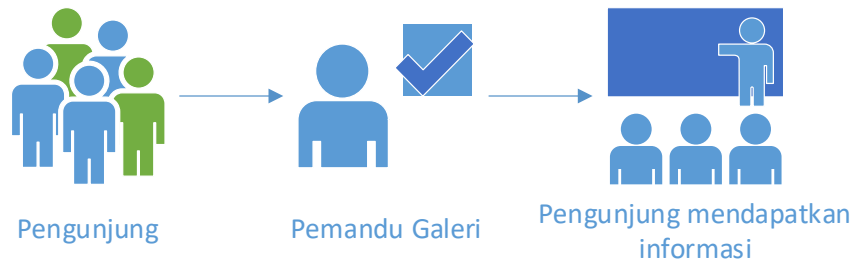 Pengunjung
Pemandu Galeri
Pengunjung mendapatkan
informasi